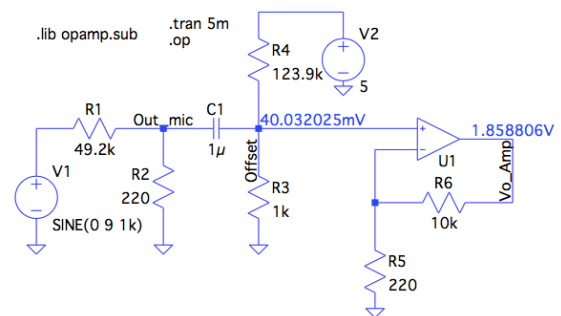 .lib opamp.sub
.tran 5m
.op
V2
+
−
5
R4
123.9k
R1
49.2k
Out_mic
C1
1µ
40.032025mV
1.858806V
+
−
U1
Vo_Amp
V1
+
−
SINE(0 9 1k)
R2
220
Offset
R3
1k
R6
10k
R5
220